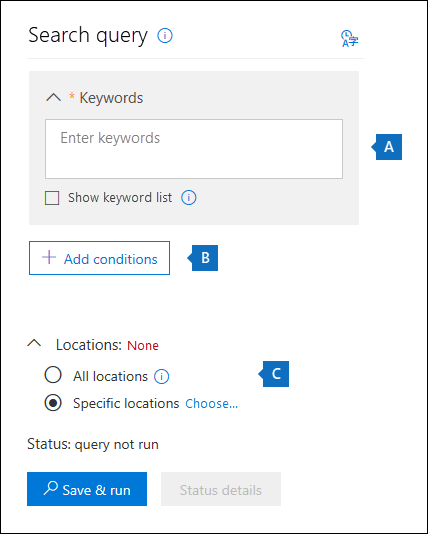 Search query
* Keywords
Enter keywords
A
Show keyword list
+ Add conditions
B
Locations: None
All locations
C
Specific locations Choose...
Status: query not run
Save & run
Status details